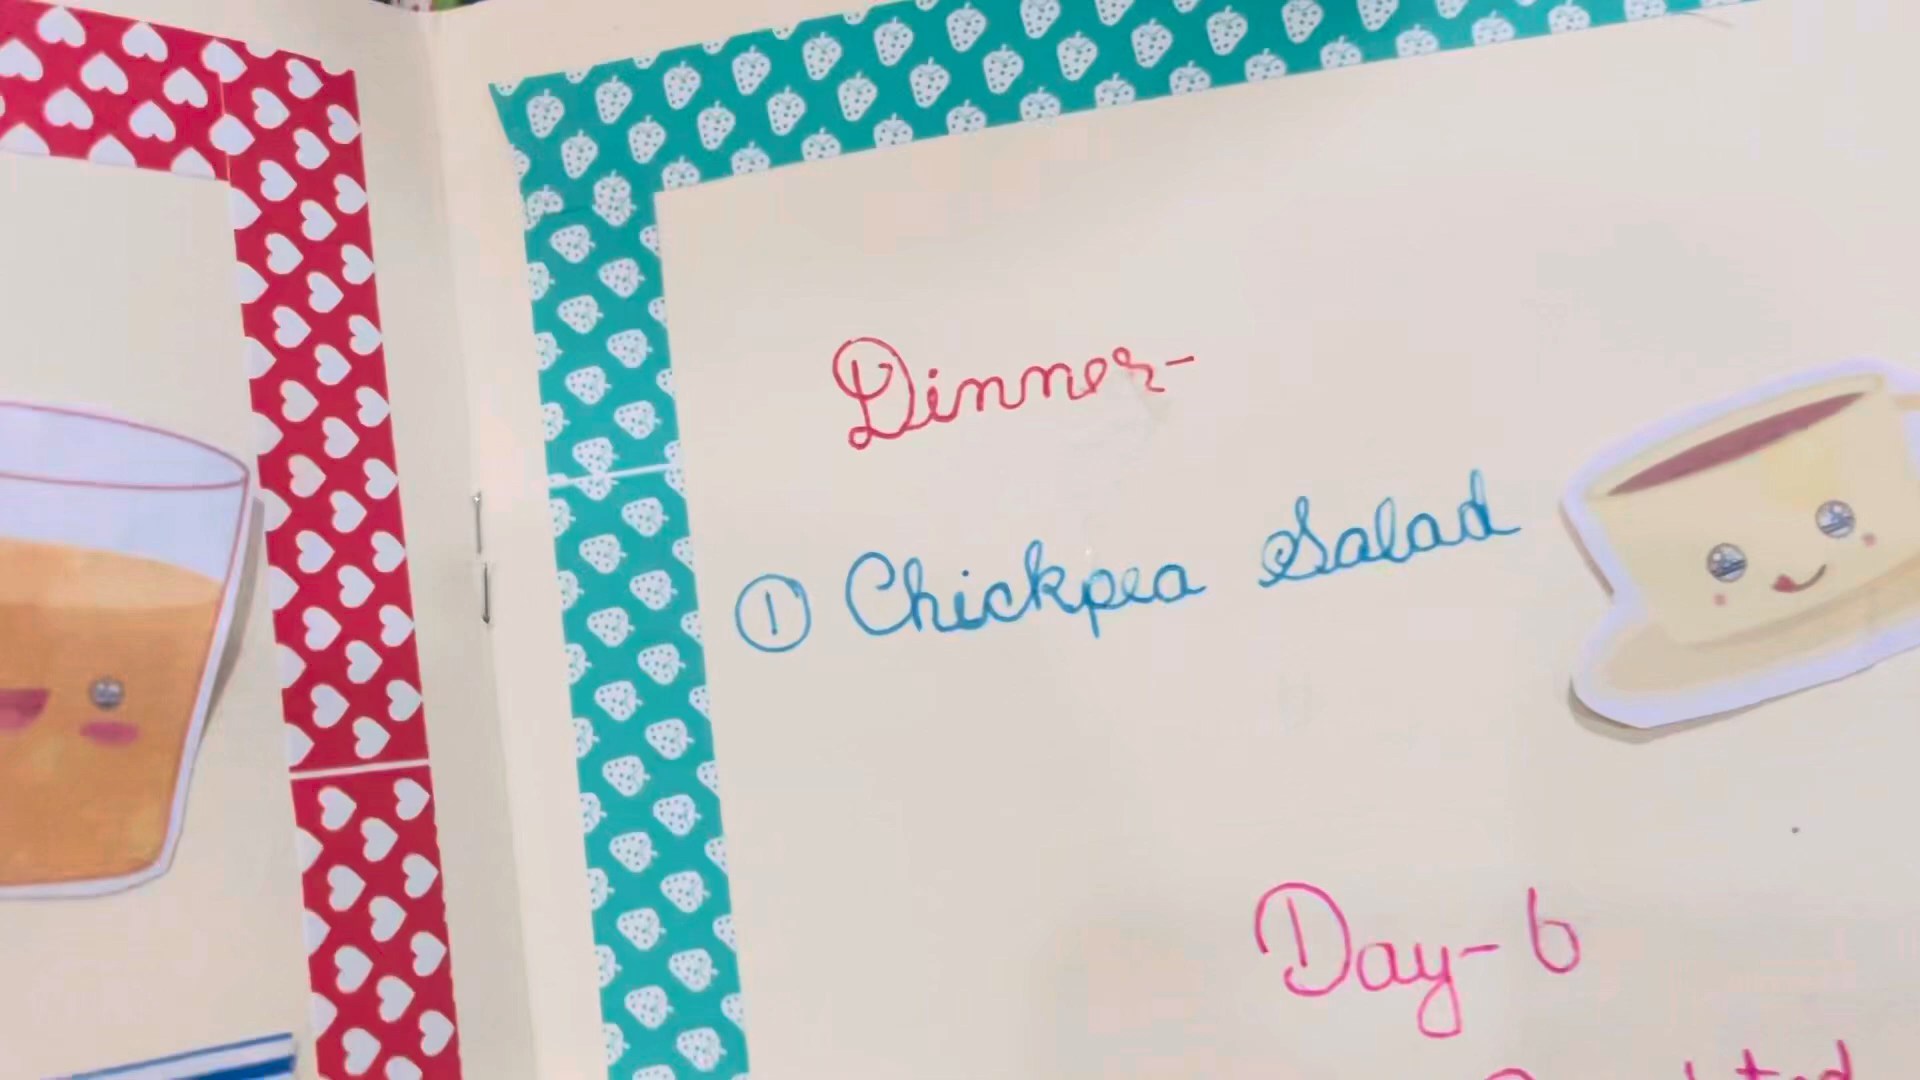 Dinner-
① Chickpea Salad
Day-6